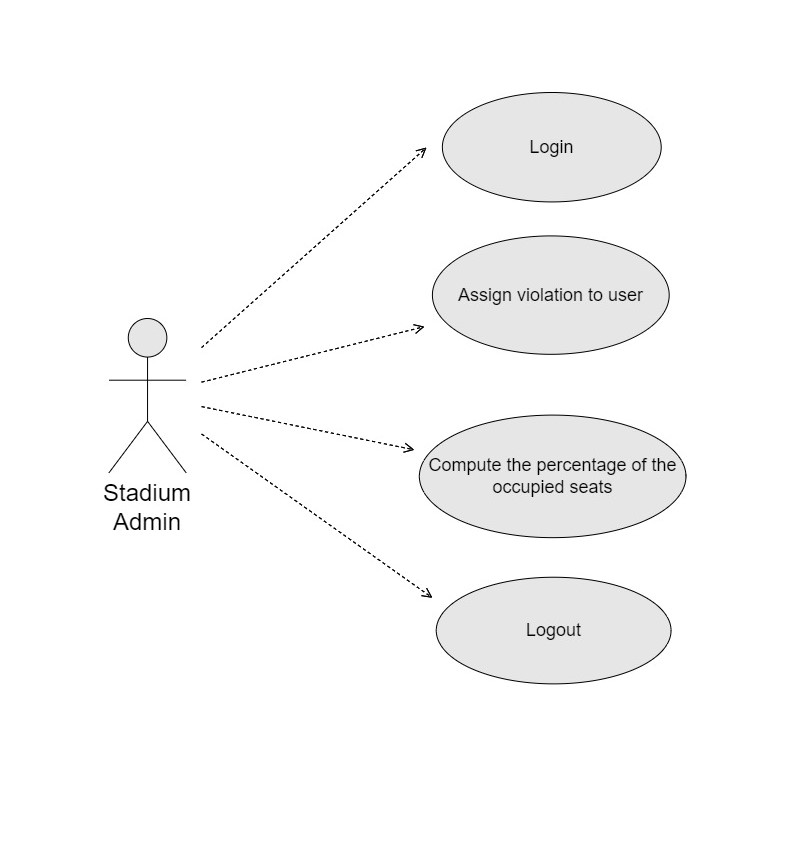 Login
Assign violation to user
Compute the percentage of the
occupied seats
Stadium
Admin
Logout